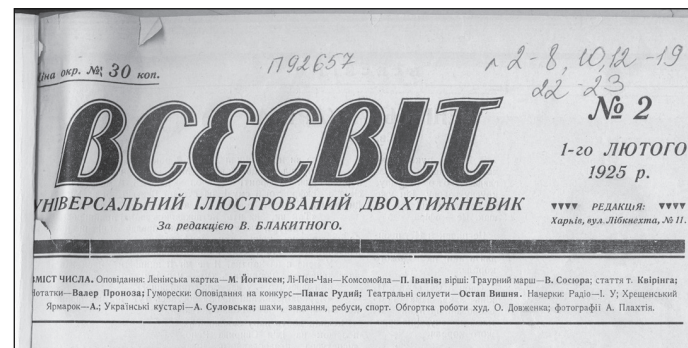 Ціна окр. №; 30 коп.
П92657
л 2-8, 10, 12-19
22-23
ВСЕСВІТ
№ 2
1-го ЛЮТОГО
1925 р.
УНІВЕРСАЛЬНИЙ ІЛЮСТРОВАНИЙ ДВОХТИЖНЕВИК
За редакцією В. БЛАКИТНОГО.
РЕДАКЦІЯ:
Харьків, вул. Лібкнехта, № 11.
ЗМІСТ ЧИСЛА. Оповідання: Ленінська картка—М. Йогансен; Лі-Пен-Чан—Комсомойла—П. Іванів; вірші: Траурний марш—В. Сосюра; стаття т. Квірінга;
Нотатки—Валер Проноза; Гуморески: Оповідання на конкурс—Панас Рудий; Театральні силуети—Остап Вишня. Начерки: Радіо—І. У; Хрещенський
Ярмарок—А.; Українські кустарі—А. Суловська; шахи, завдання, ребуси, спорт. Обгортка роботи худ. О. Довженка; фотографії А. Плахтія.